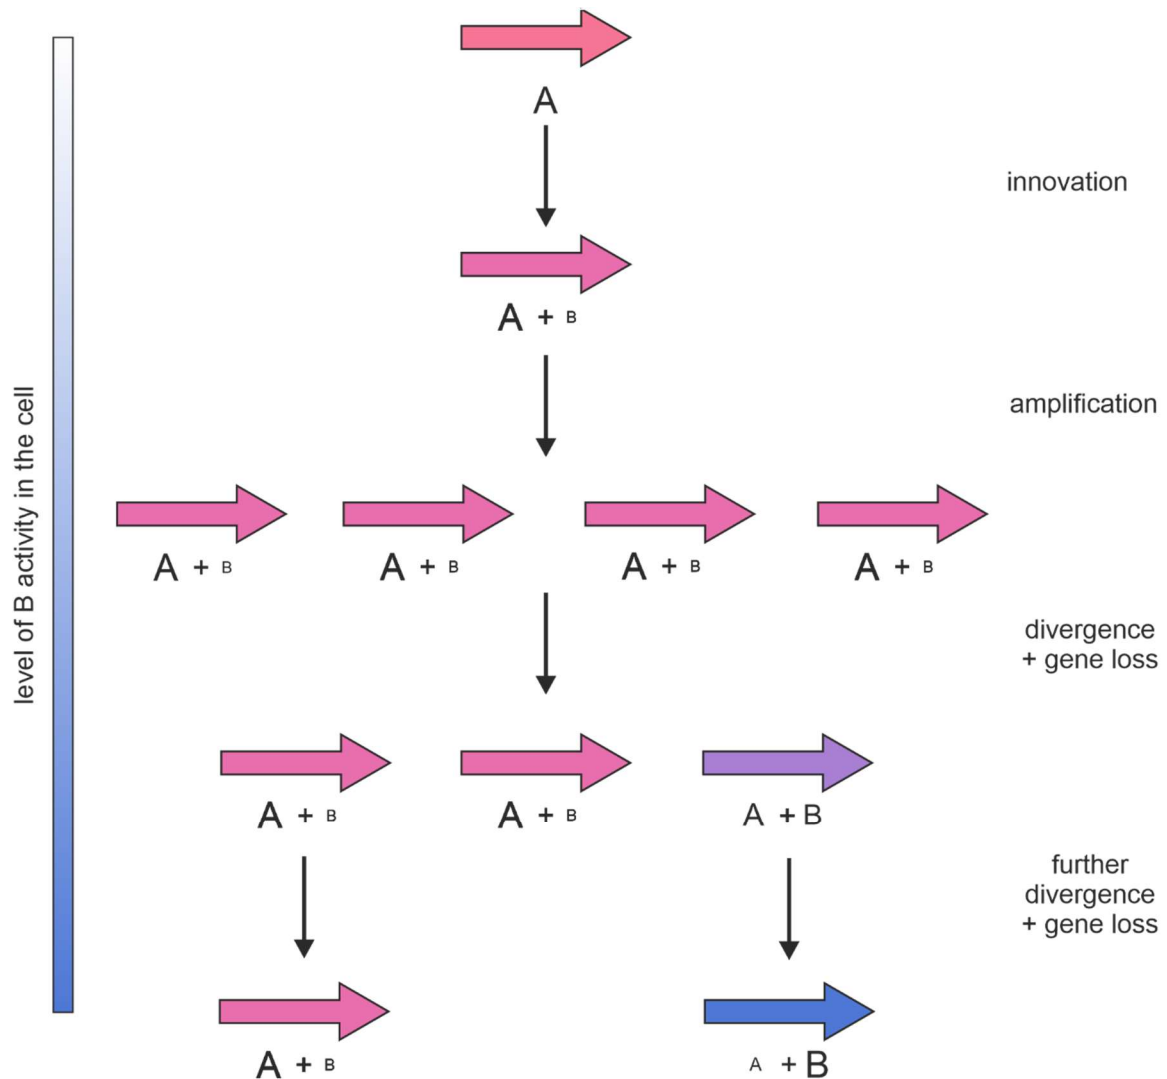 A
innovation
A + B
amplification
A + B
A + B
A + B
A + B
level of B activity in the cell
divergence
+ gene loss
A + B
A + B
A + B
further
divergence
+ gene loss
A + B
A + B